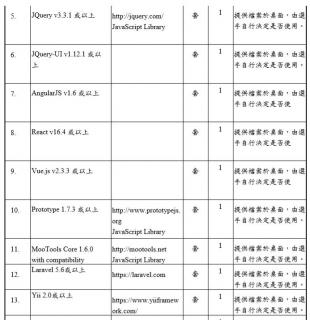 5. JQuery v3.3.1 或以上 http://jquery.com/ 套 1 提供檔案於桌面，由選
JavaScript Library 手自行決定是否使用。
6. JQuery-UI v1.12.1 或以 套 1 提供檔案於桌面，由選
上 手自行決定是否使用。
7. AngularJS v1.6 或以上 套 1 提供檔案於桌面，由選
手自行決定是否使
8. React v16.4 或以上 套 1 提供檔案於桌面，由選
手自行決定是否使
9. Vue.js v2.3.3 或以上 套 1 提供檔案於桌面，由選
手自行決定是否使
10. Prototype 1.7.3 或以上 http://www.prototypejs. 套 1 提供檔案於桌面，由選
org 手自行決定是否使用。
JavaScript Library
11. MooTools Core 1.6.0 http://mootools.net 套 1 提供檔案於桌面，由選
with compatibility JavaScript Library 手自行決定是否使用。
12. Laravel 5.6或以上 https://laravel.com 套 1 提供檔案於桌面，由選
手自行決定是否使用。
13. Yii 2.0或以上 https://www.yiiframew 套 1 提供檔案於桌面，由選
ork.com/ 手自行決定是否使用。